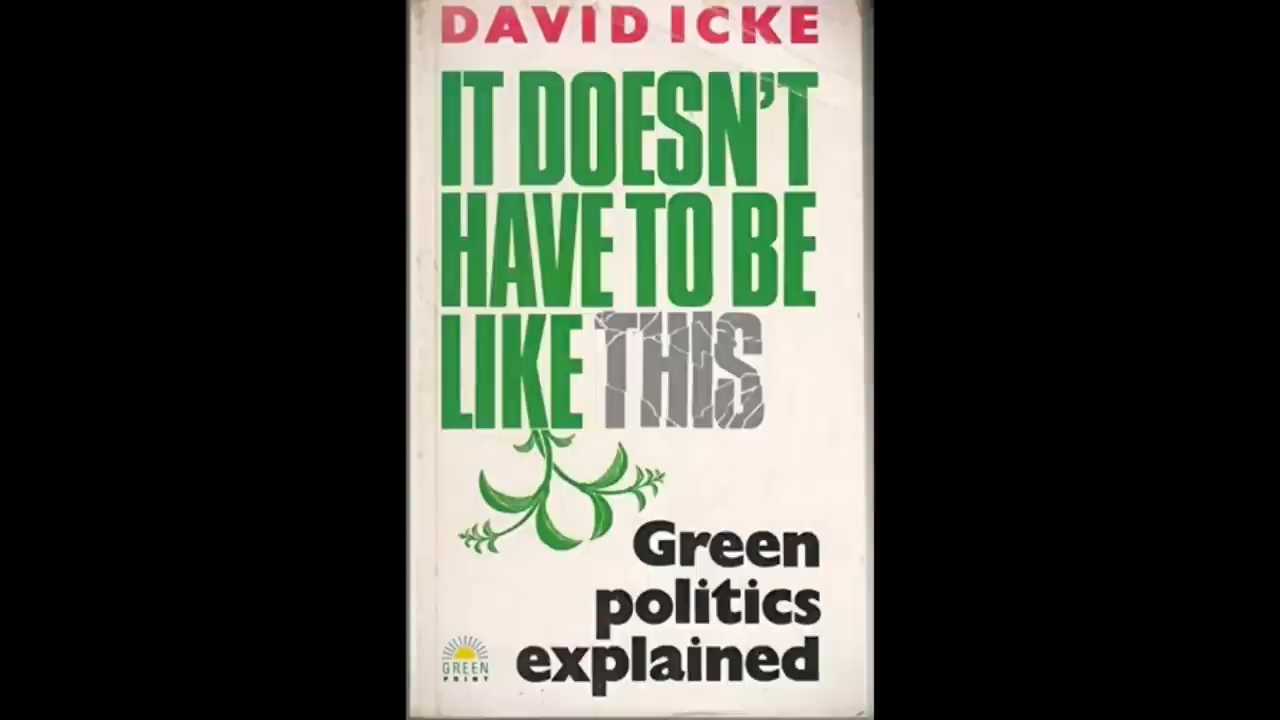 DAVID ICKE
IT DOESN'T
HAVE TO BE
LIKE THIS
Green
politics
explained
GREEN
PRINT